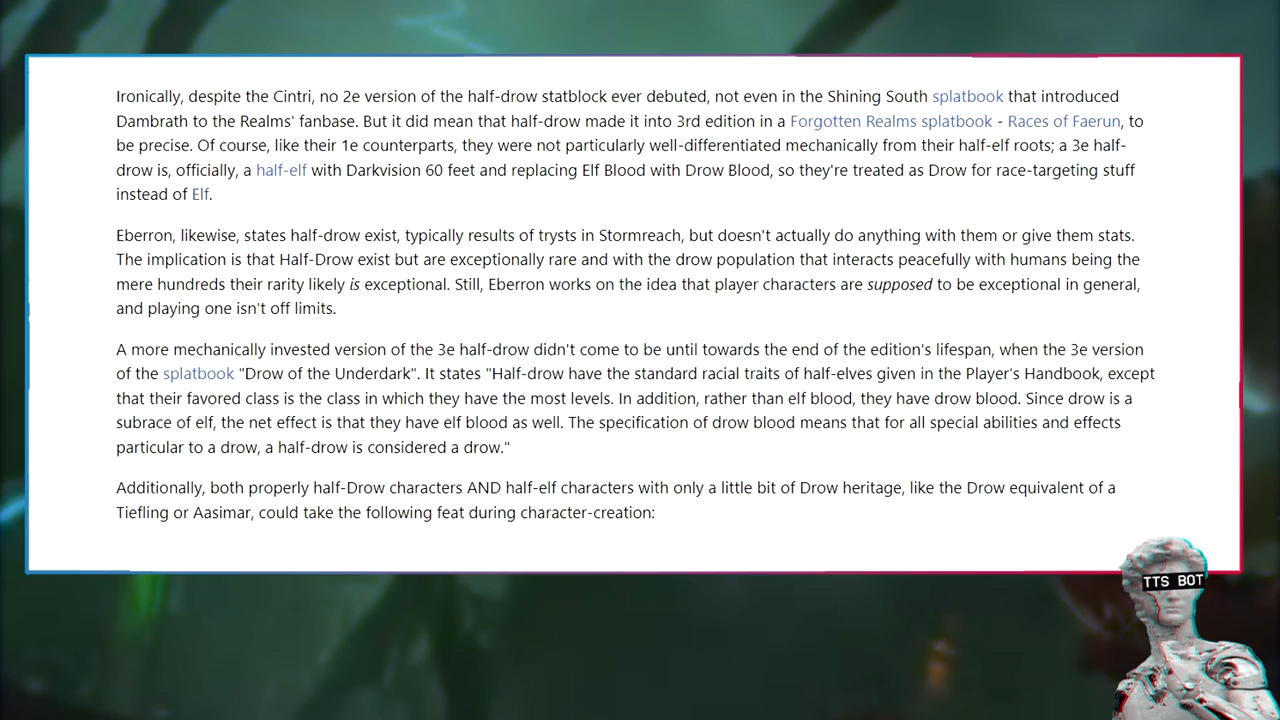 Ironically, despite the Cintri, no 2e version of the half-drow statblock ever debuted, not even in the Shining South splatbook that introduced
Dambrath to the Realms' fanbase. But it did mean that half-drow made it into 3rd edition in a Forgotten Realms splatbook - Races of Faerun, to
be precise. Of course, like their 1e counterparts, they were not particularly well-differentiated mechanically from their half-elf roots; a 3e half-
drow is, officially, a half-elf with Darkvision 60 feet and replacing Elf Blood with Drow Blood, so they're treated as Drow for race-targeting stuff
instead of Elf.
Eberron, likewise, states half-drow exist, typically results of trysts in Stormreach, but doesn't actually do anything with them or give them stats.
The implication is that Half-Drow exist but are exceptionally rare and with the drow population that interacts peacefully with humans being the
mere hundreds their rarity likely is exceptional. Still, Eberron works on the idea that player characters are supposed to be exceptional in general,
and playing one isn't off limits.
A more mechanically invested version of the 3e half-drow didn't come to be until towards the end of the edition's lifespan, when the 3e version
of the splatbook "Drow of the Underdark". It states "Half-drow have the standard racial traits of half-elves given in the Player’s Handbook, except
that their favored class is the class in which they have the most levels. In addition, rather than elf blood, they have drow blood. Since drow is a
subrace of elf, the net effect is that they have elf blood as well. The specification of drow blood means that for all special abilities and effects
particular to a drow, a half-drow is considered a drow."
Additionally, both properly half-Drow characters AND half-elf characters with only a little bit of Drow heritage, like the Drow equivalent of a
Tiefling or Aasimar, could take the following feat during character-creation:
TTS BOT